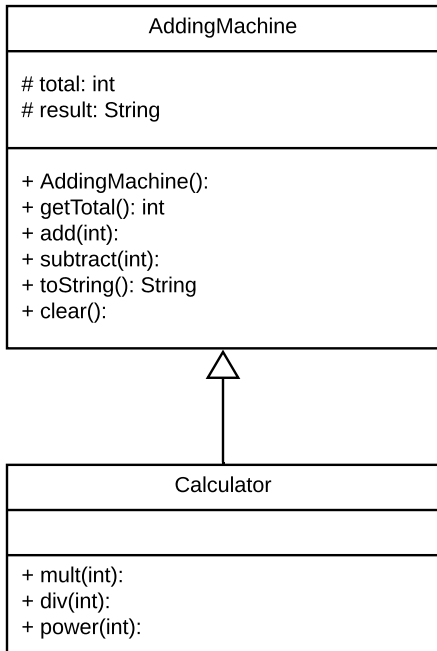 AddingMachine
# total: int
# result: String
+ AddingMachine():
+ getTotal(): int
+ add(int):
+ subtract(int):
+ toString(): String
+ clear():
Calculator
+ mult(int):
+ div(int):
+ power(int):